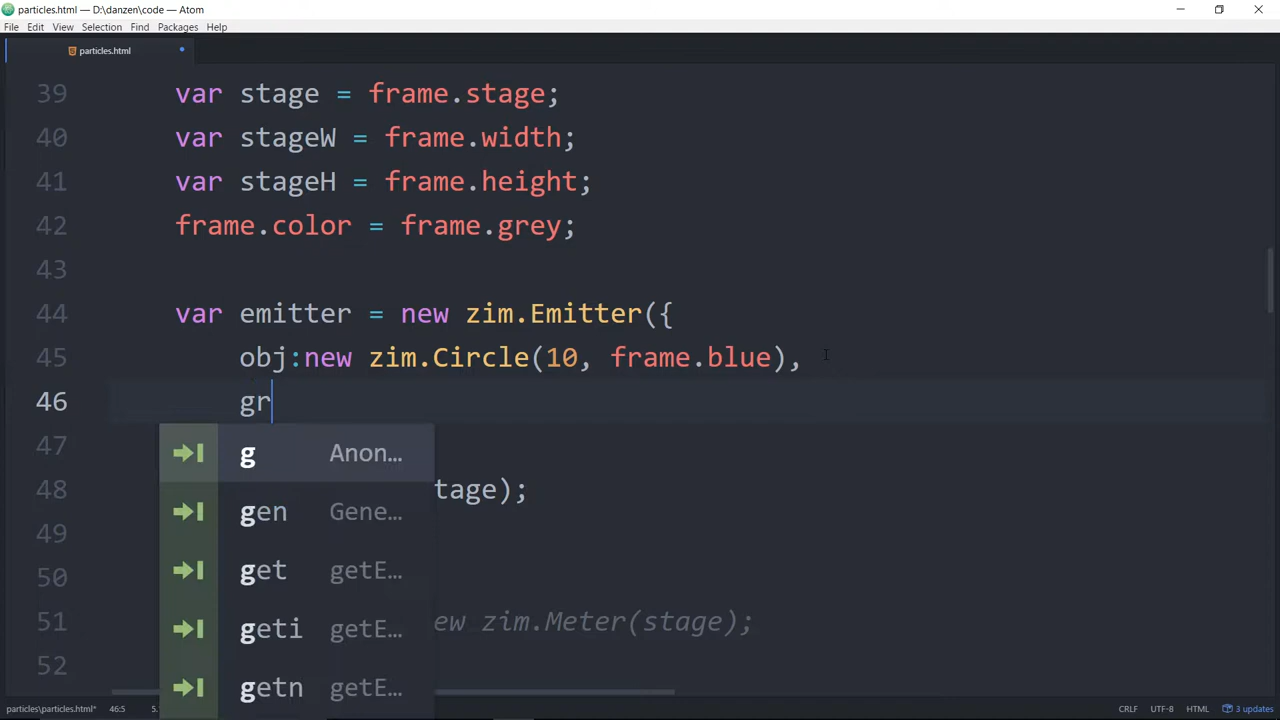 particles.html — D:\danzen\code — Atom
File Edit View Selection Find Packages Help
particles.html
39 var stage = frame.stage;
40 var stageW = frame.width;
41 var stageH = frame.height;
42 frame.color = frame.grey;
43
44 var emitter = new zim.Emitter({
45 obj:new zim.Circle(10, frame.blue),
46 gr
47
g Anon...
48 tage);
gen Gene...
49
get getE...
50
geti getE...
51 ew zim.Meter(stage);
52
getn getE...
particles\particles.html* 46:5 5. CRLF UTF-8 HTML 3 updates